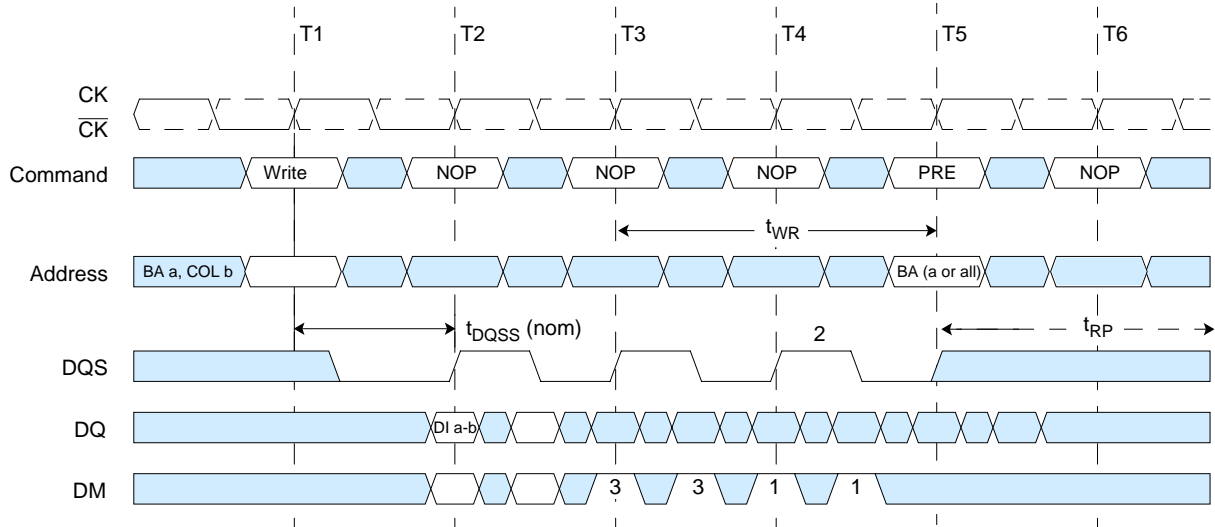 T1 T2 T3 T4 T5 T6
CK
CK
Command Write NOP NOP NOP PRE NOP
tWR
Address BA a, COL b BA (a or all)
tDQSS (nom) 2 tRP
DQS
DQ DI a-b
DM 3 3 1 1